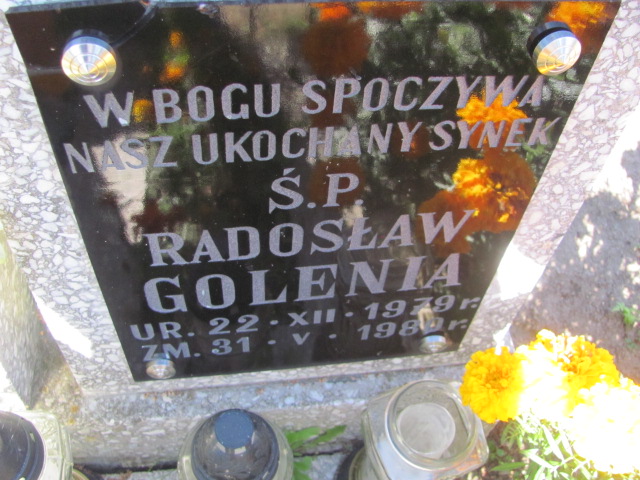 W BOGU SPOCZYWA
NASZ UKOCHANY SYNEK
Ś.P.
RADOSŁAW
GOLENIA
UR. 22 · XII · 1979 r.
ZM. 31 · V ·